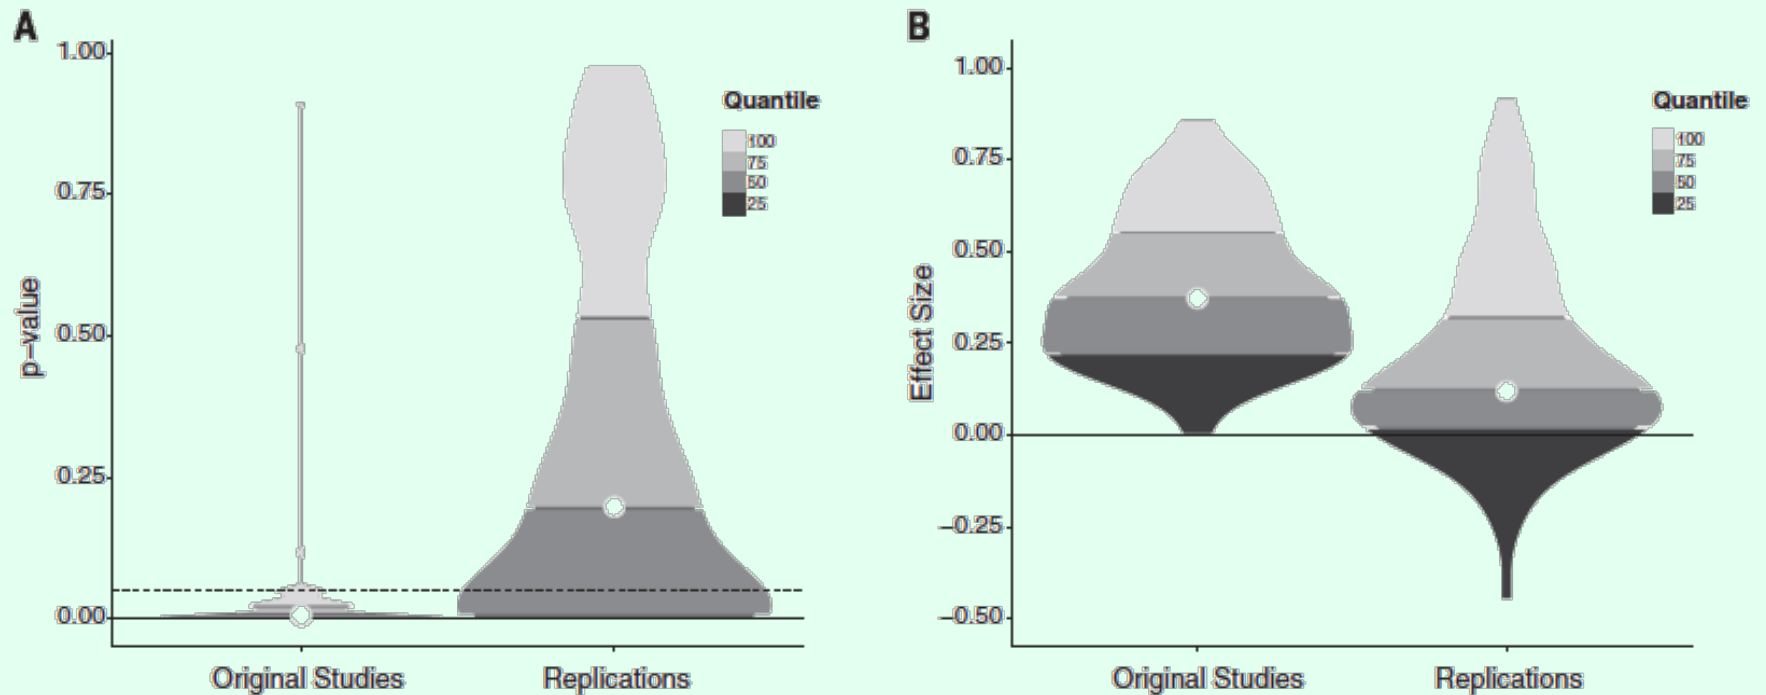 A
1.00
0.75
0.50
0.25
0.00
p-value
Original Studies
Replications
Quantile
100
75
50
25
B
1.00
0.75
0.50
0.25
0.00
−0.25
−0.50
Effect Size
Original Studies
Replications
Quantile
100
75
50
25